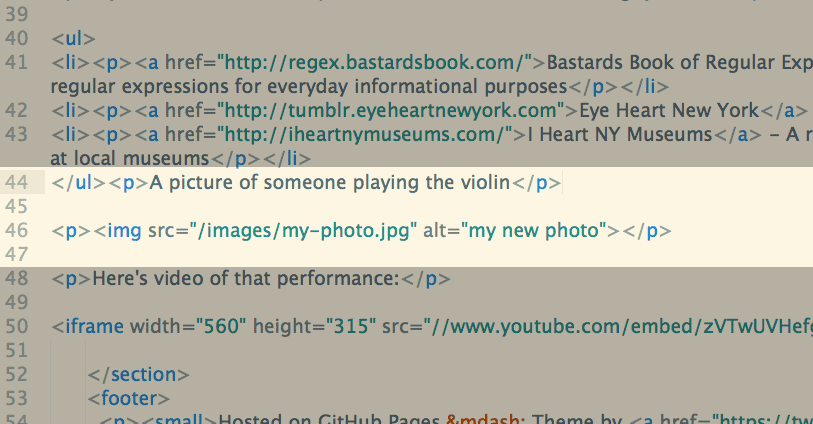 39
40 <ul>
41 <li><p><a href="http://regex.bastardsbook.com/">Bastards Book of Regular Exp
regular expressions for everyday informational purposes</p></li>
42 <li><p><a href="http://tumblr.eyeheartnewyork.com">Eye Heart New York</a>
43 <li><p><a href="http://iheartnymuseums.com/">I Heart NY Museums</a> – A r
at local museums</p></li>
44 </ul><p>A picture of someone playing the violin</p>
45
46 <p><img src="/images/my-photo.jpg" alt="my new photo"></p>
47
48 <p>Here's video of that performance:</p>
49
50 <iframe width="560" height="315" src="//www.youtube.com/embed/zVTwUVHefg
51
52 </section>
53 <footer>
54 <p><small>Hosted on GitHub Pages &mdash; Theme by <a href="https://tw